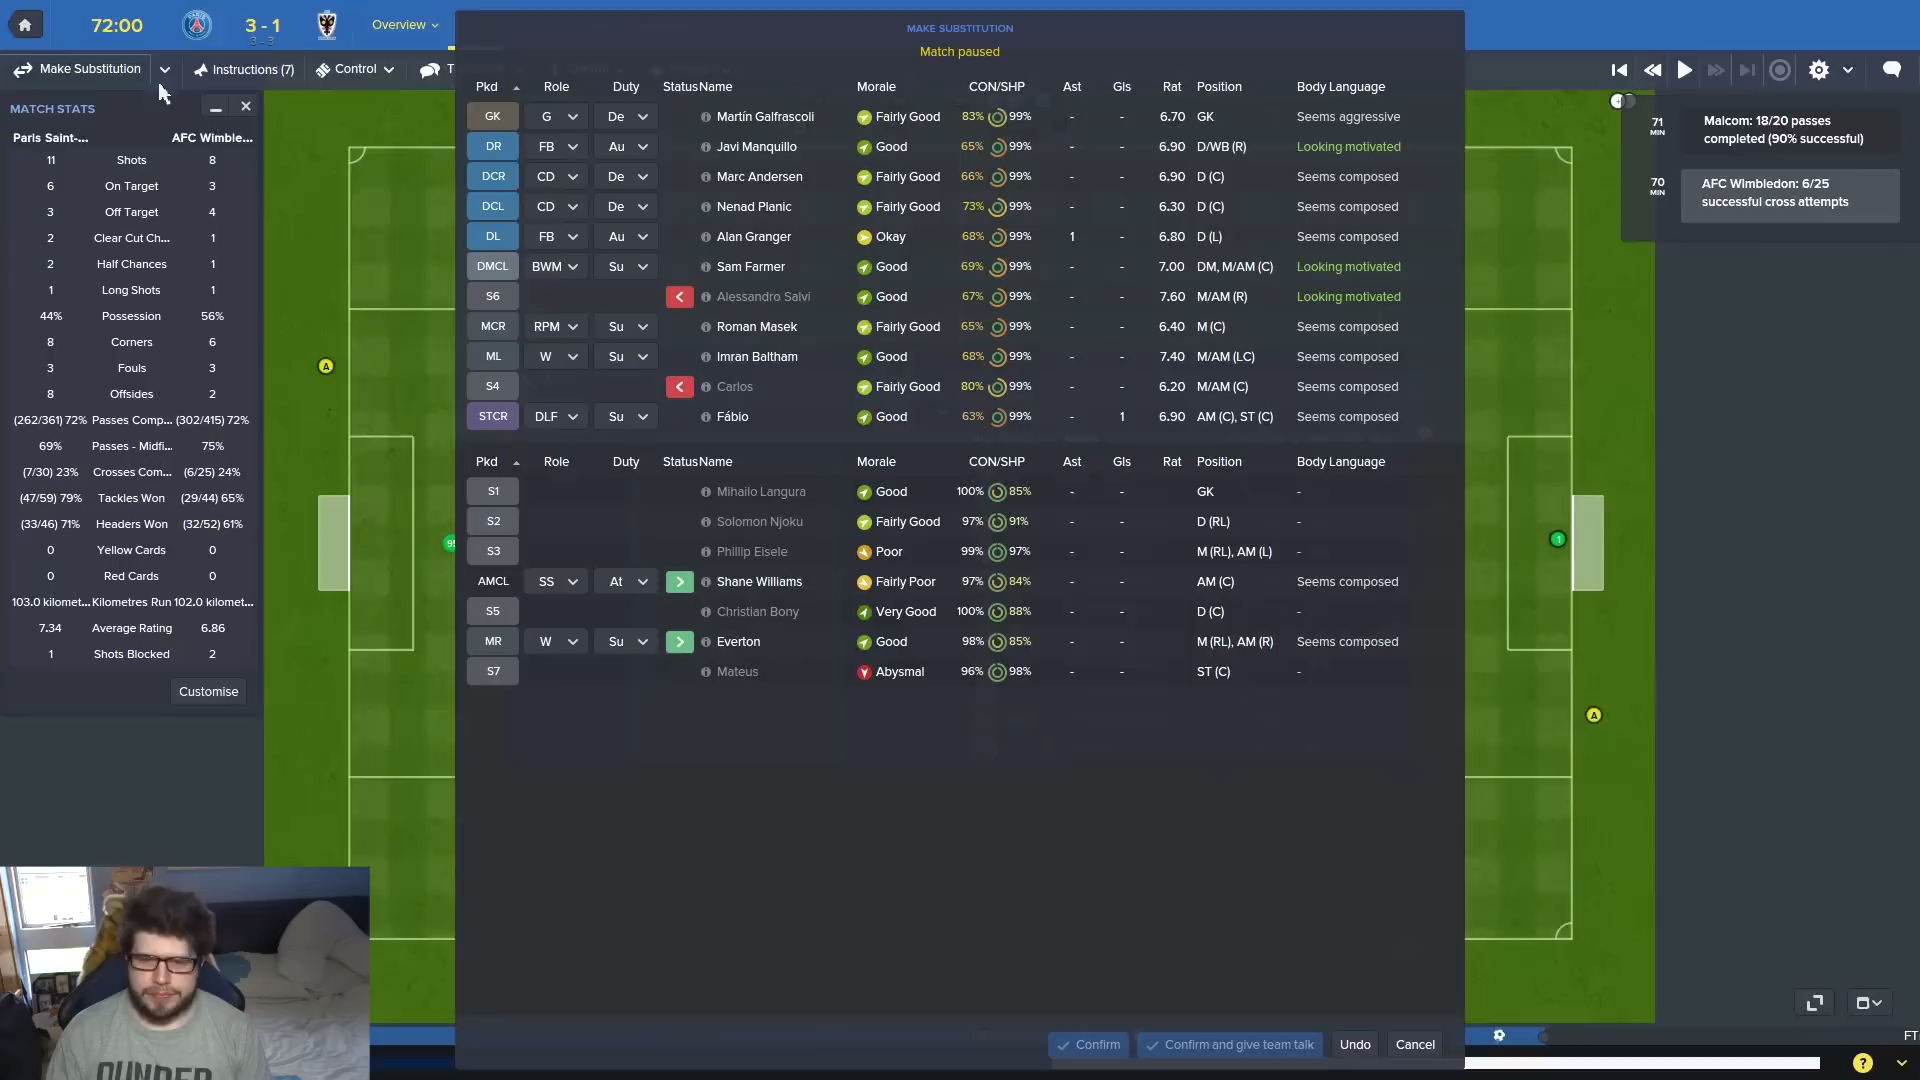 72:00
3 - 1
3 - 3
Overview
MAKE SUBSTITUTION
Match paused
Make Substitution
Instructions (7)
Control
MATCH STATS
Paris Saint-... AFC Wimble...
11 Shots 8
6 On Target 3
3 Off Target 4
2 Clear Cut Ch... 1
2 Half Chances 1
1 Long Shots 1
44% Possession 56%
8 Corners 6
3 Fouls 3
8 Offsides 2
(262/361) 72% Passes Comp... (302/415) 72%
69% Passes - Midfi... 75%
(7/30) 23% Crosses Com... (6/25) 24%
(47/59) 79% Tackles Won (29/44) 65%
(33/46) 71% Headers Won (32/52) 61%
0 Yellow Cards 0
0 Red Cards 0
103.0 kilomet... Kilometres Run 102.0 kilomet...
7.34 Average Rating 6.86
1 Shots Blocked 2
Customise
Pkd Role Duty Status Name Morale CON/SHP Ast Gls Rat Position Body Language
GK G De Martín Galfrascoli Fairly Good 83% 99% - - 6.70 GK Seems aggressive
DR FB Au Javi Manquillo Good 65% 99% - - 6.90 D/WB (R) Looking motivated
DCR CD De Marc Andersen Fairly Good 66% 99% - - 6.90 D (C) Seems composed
DCL CD De Nenad Planic Fairly Good 73% 99% - - 6.30 D (C) Seems composed
DL FB Au Alan Granger Okay 68% 99% 1 - 6.80 D (L) Seems composed
DMCL BWM Su Sam Farmer Good 69% 99% - - 7.00 DM, M/AM (C) Looking motivated
S6 Alessandro Salvi Good 67% 99% - - 7.60 M/AM (R) Looking motivated
MCR RPM Su Roman Masek Fairly Good 65% 99% - - 6.40 M (C) Seems composed
ML W Su Imran Baltham Good 68% 99% - - 7.40 M/AM (LC) Seems composed
S4 Carlos Fairly Good 80% 99% - - 6.20 M/AM (C) Seems composed
STCR DLF Su Fábio Good 63% 99% - 1 6.90 AM (C), ST (C) Seems composed
Pkd Role Duty Status Name Morale CON/SHP Ast Gls Rat Position Body Language
S1 Mihailo Langura Good 100% 85% - - GK -
S2 Solomon Njoku Fairly Good 97% 91% - - D (RL) -
S3 Phillip Eisele Poor 99% 97% - - M (RL), AM (L) -
AMCL SS At Shane Williams Fairly Poor 97% 84% - - AM (C) Seems composed
S5 Christian Bony Very Good 100% 88% - - D (C) -
MR W Su Everton Good 98% 85% - - M (RL), AM (R) Seems composed
S7 Mateus Abysmal 96% 98% - - ST (C) -
Confirm
Confirm and give team talk
Undo
Cancel
71 MIN
Malcom: 18/20 passes
completed (90% successful)
70 MIN
AFC Wimbledon: 6/25
successful cross attempts
A
1
A
FT
?